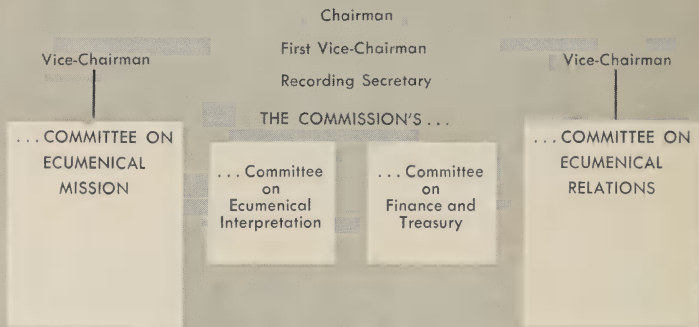 Chairman
First Vice-Chairman
Recording Secretary
THE COMMISSION'S...
Vice-Chairman
...COMMITTEE ON
ECUMENICAL
MISSION
...Committee
on
Ecumenical
Interpretation
...Committee
on
Finance and
Treasury
Vice-Chairman
...COMMITTEE ON
ECUMENICAL
RELATIONS